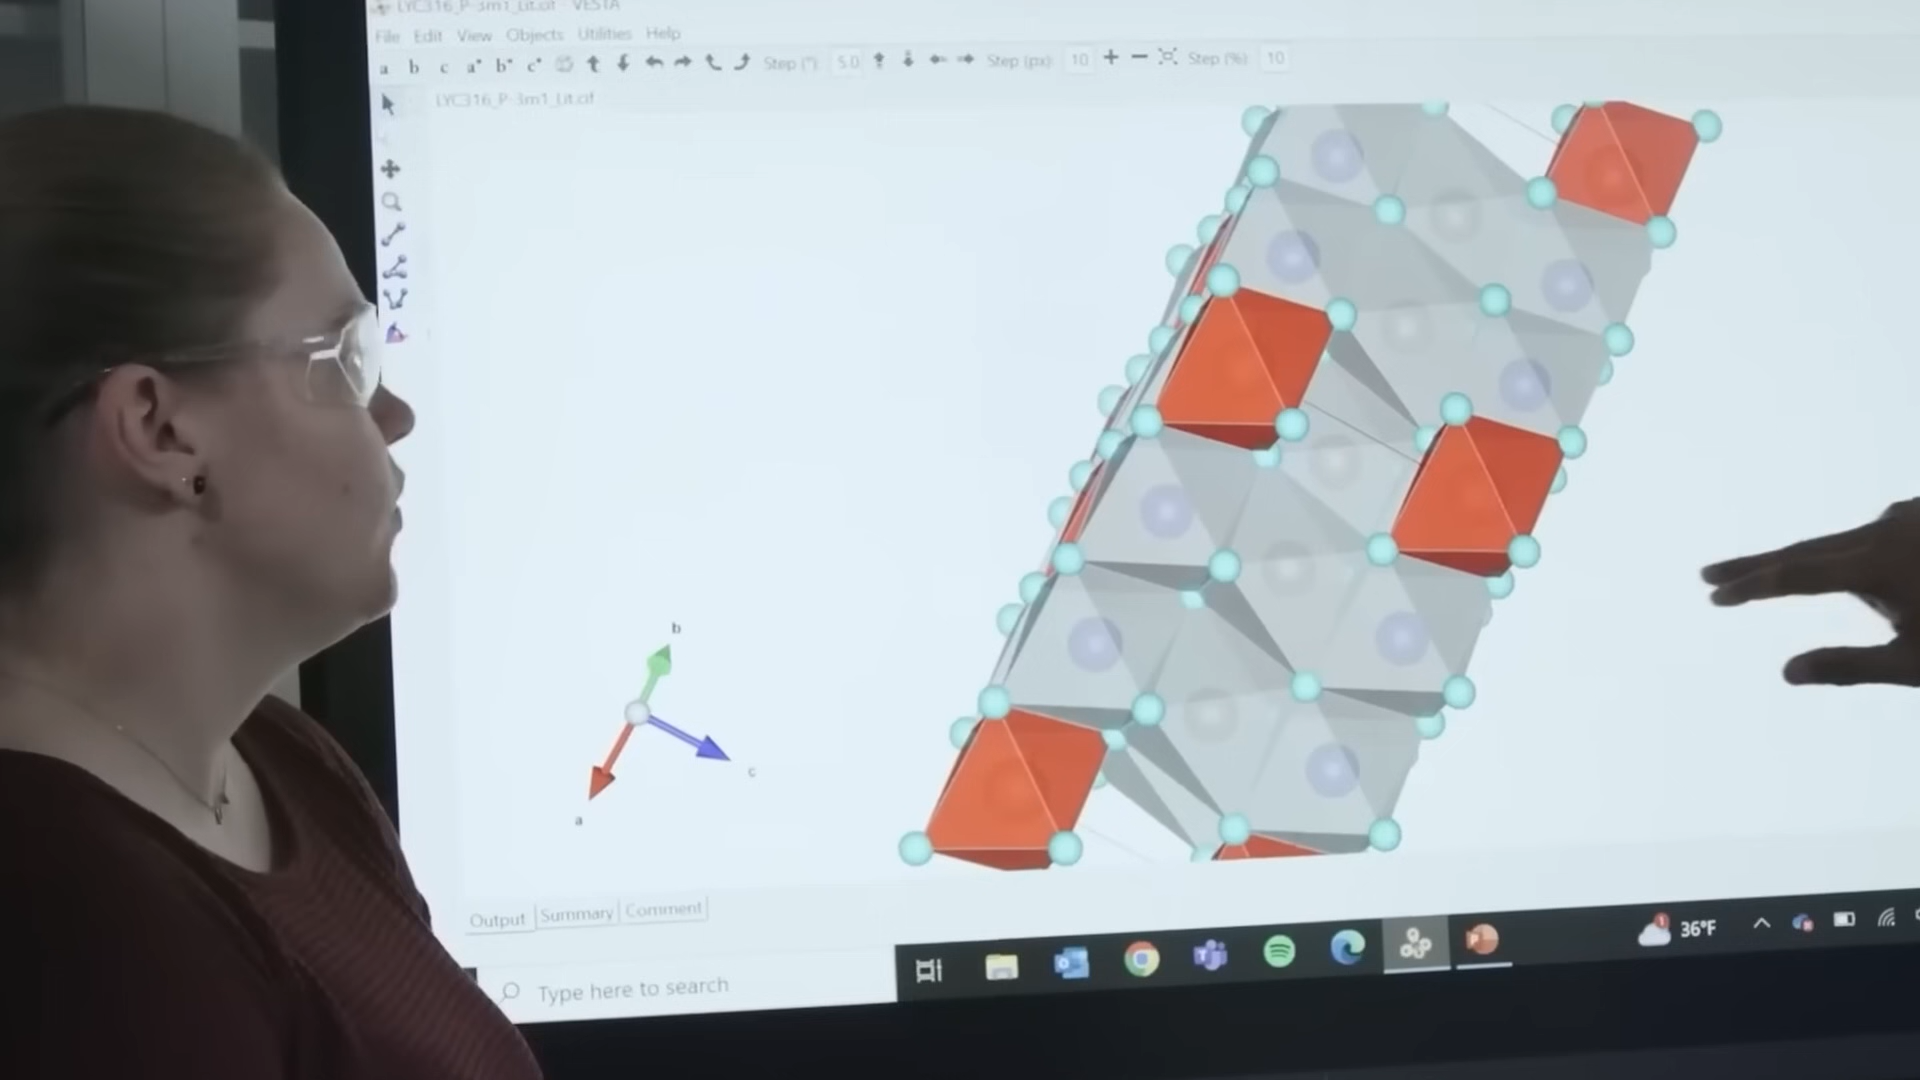 LYC316_P-3m1_Lit.cif - VESTA
File Edit View Objects Utilities Help
a b c a* b* c* Step (°): 5.0 Step (px): 10 Step (%): 10
LYC316_P-3m1_Lit.cif
b
c
a
Output Summary Comment
Type here to search
36°F